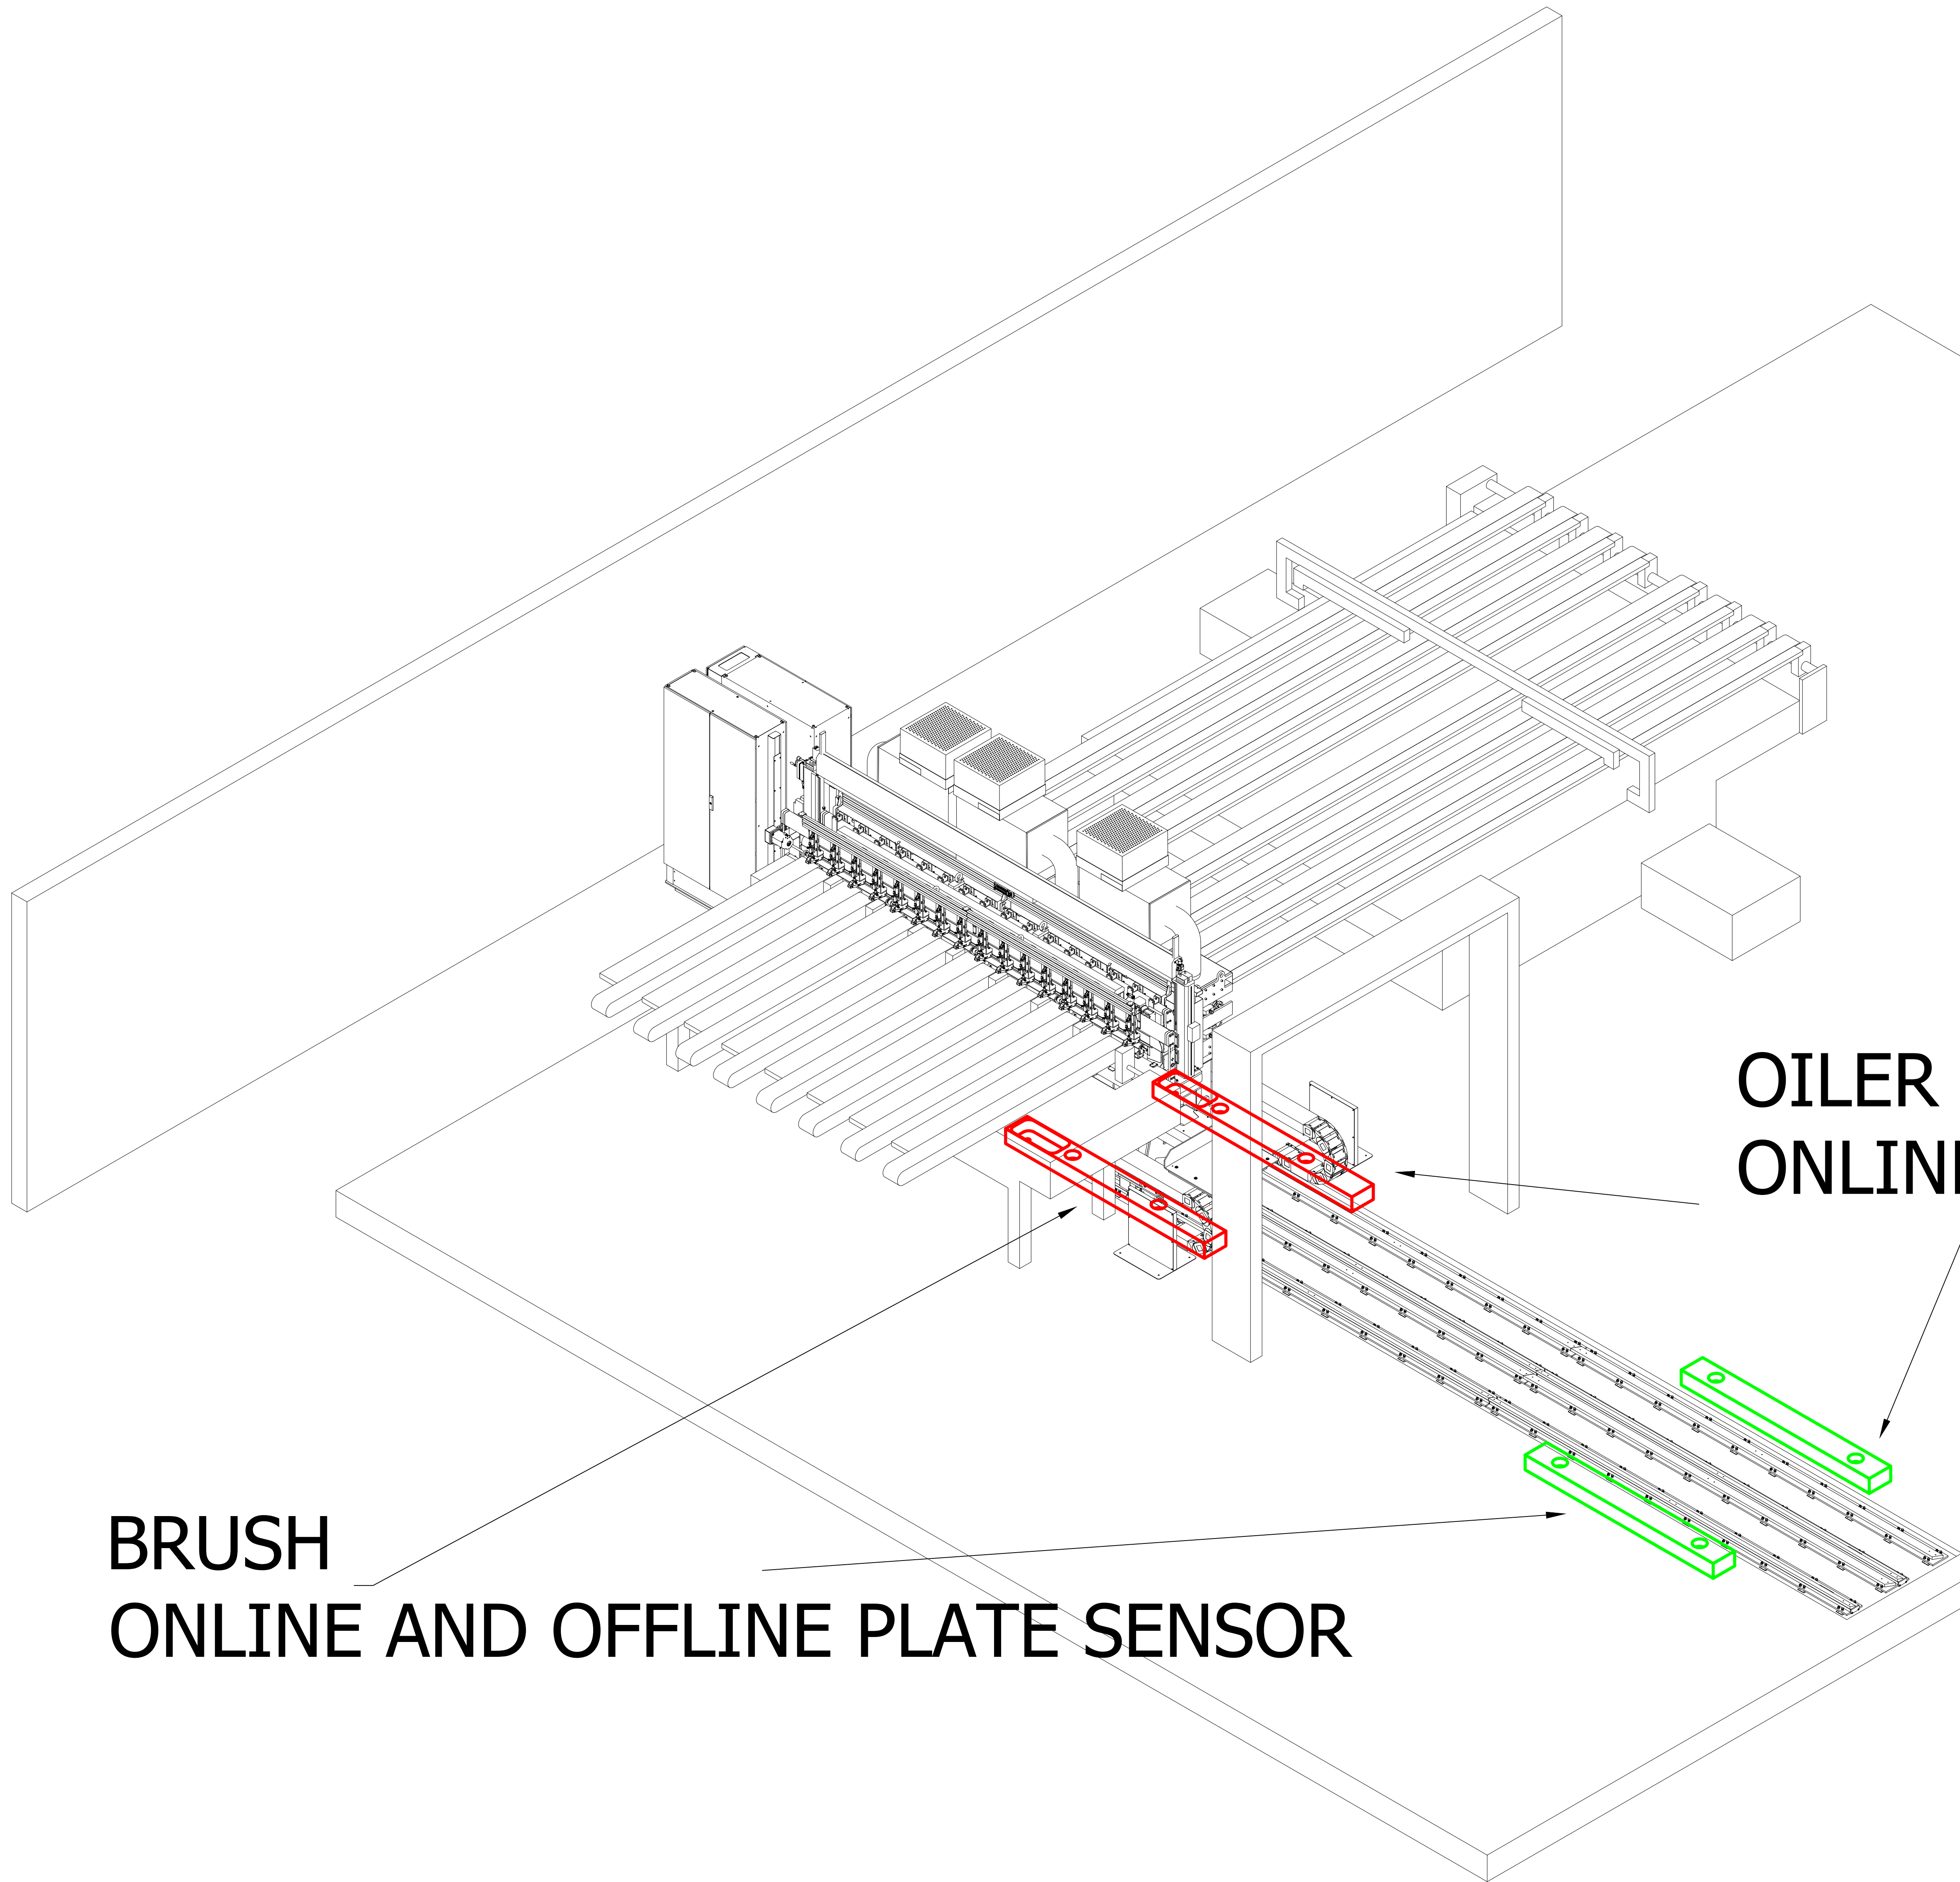 OILER
BRUSH
ONLINE AND OFFLINE PLATE SENSOR